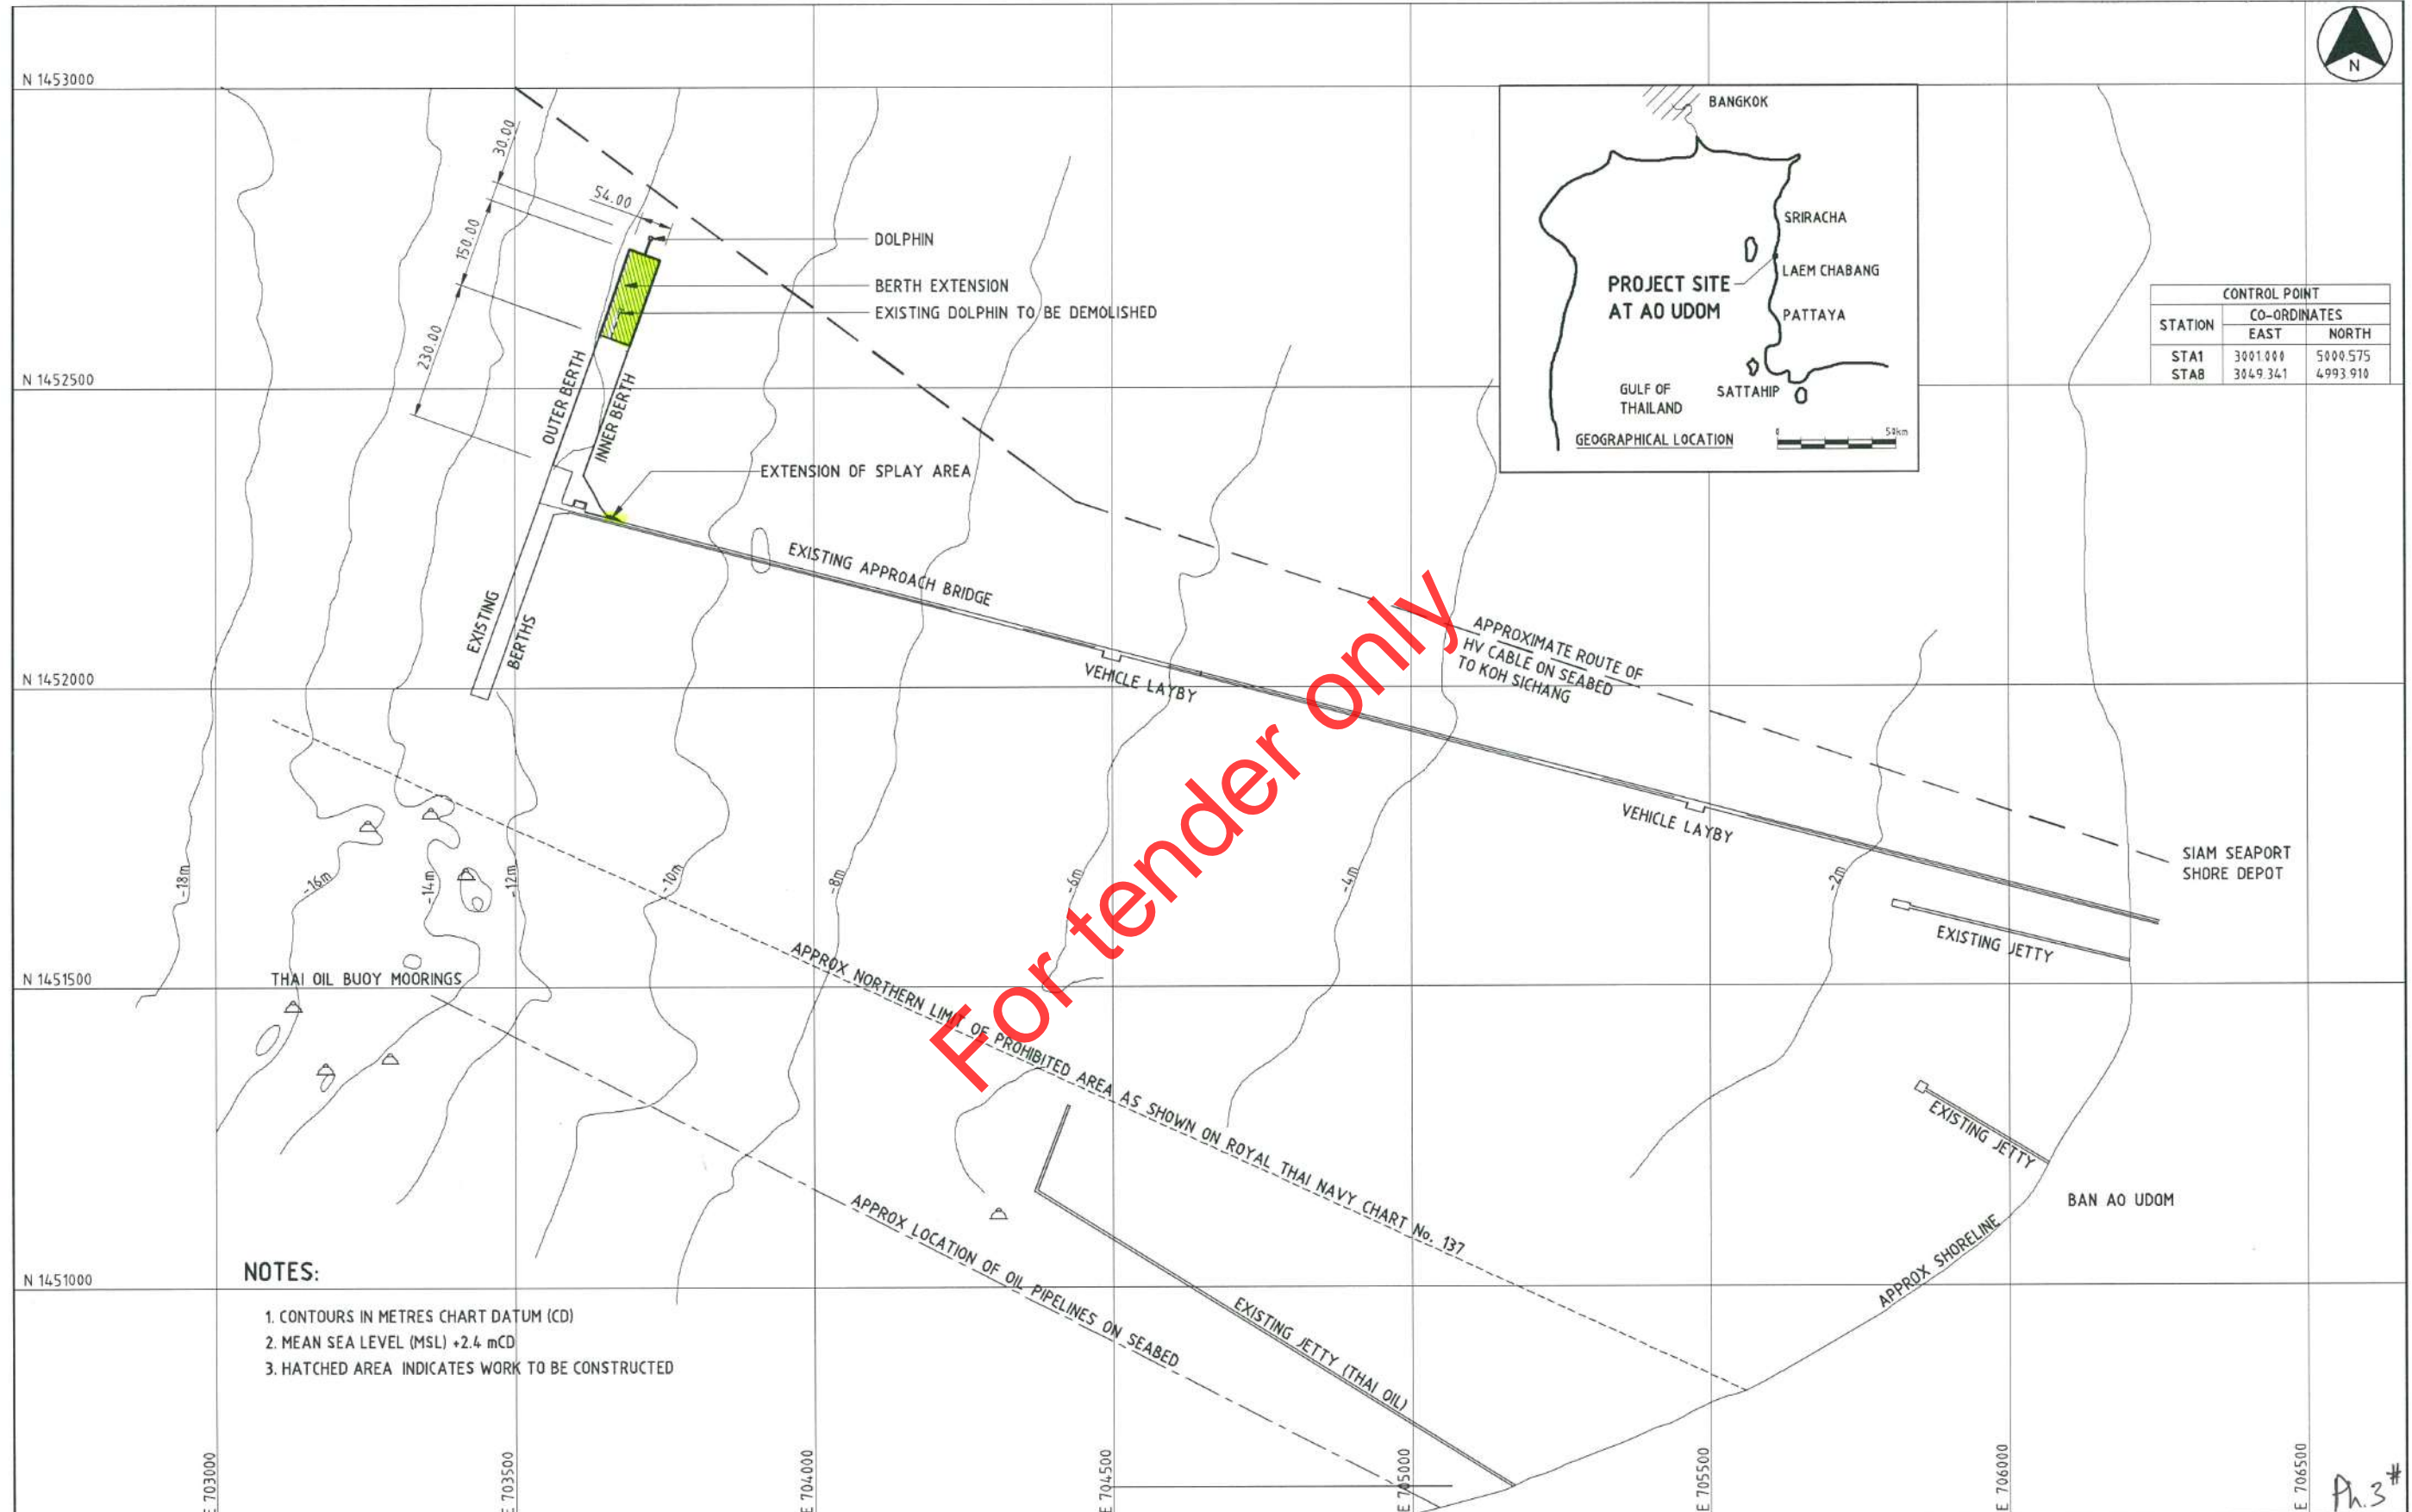 N 1453000
30.00
54.00
150.00
230.00
DOLPHIN
BERTH EXTENSION
EXISTING DOLPHIN TO BE DEMOLISHED
OUTER BERTH
INNER BERTH
N 1452500
EXTENSION OF SPLAY AREA
EXISTING APPROACH BRIDGE
EXISTING
BERTHS
N
BANGKOK
SRIRACHA
LAEM CHABANG
PROJECT SITE
AT AO UDOM
PATTAYA
GULF OF
THAILAND
SATTAHIP
GEOGRAPHICAL LOCATION
0
50km
CONTROL POINT
STATION
CO-ORDINATES
EAST NORTH
STA1 3001.000 5000.575
STA8 3049.341 4993.910
N 1452000
VEHICLE LAYBY
APPROXIMATE ROUTE OF
HV CABLE ON SEABED
TO KOH SICHANG
VEHICLE LAYBY
SIAM SEAPORT
SHORE DEPOT
For tender only
-18m
-16m
-14m
-12m
-10m
-8m
-6m
-4m
-2m
EXISTING JETTY
THAI OIL BUOY MOORINGS
N 1451500
APPROX NORTHERN LIMIT OF PROHIBITED AREA AS SHOWN ON ROYAL THAI NAVY CHART No. 137
EXISTING JETTY
BAN AO UDOM
APPROX SHORELINE
APPROX LOCATION OF OIL PIPELINES ON SEABED
EXISTING JETTY (THAI OIL)
N 1451000
NOTES:
1. CONTOURS IN METRES CHART DATUM (CD)
2. MEAN SEA LEVEL (MSL) +2.4 mCD
3. HATCHED AREA INDICATES WORK TO BE CONSTRUCTED
E 703000
E 703500
E 704000
E 704500
E 705000
E 705500
E 706000
E 706500
Ph.3 #